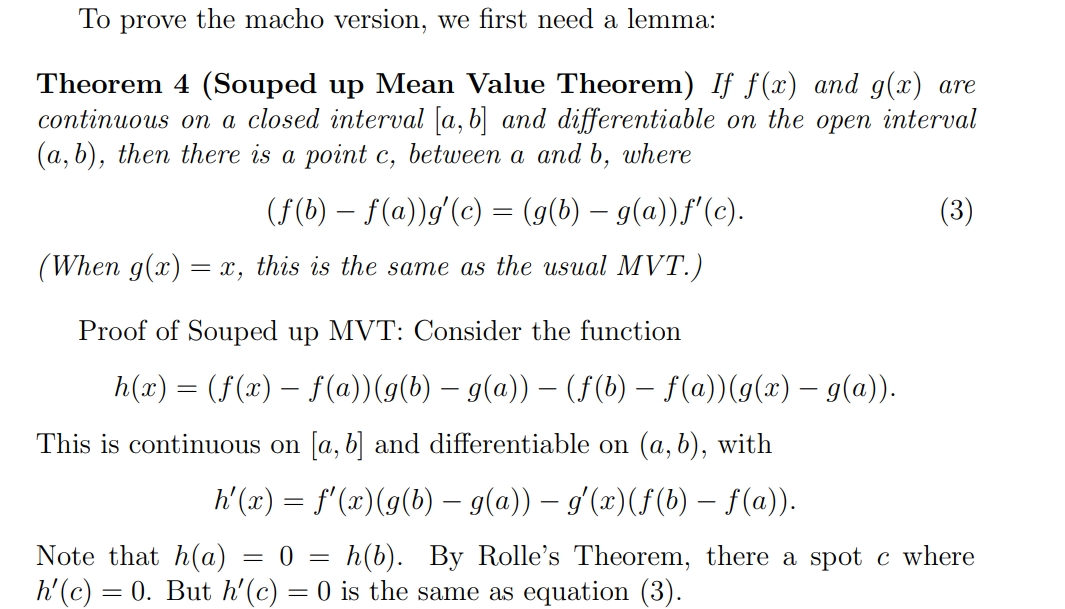 To prove the macho version, we first need a lemma:
Theorem 4 (Souped up Mean Value Theorem) If f(x) and g(x) are
continuous on a closed interval [a, b] and differentiable on the open interval
(a, b), then there is a point c, between a and b, where
(f(b) − f(a))g′(c) = (g(b) − g(a))f′(c). (3)
(When g(x) = x, this is the same as the usual MVT.)
Proof of Souped up MVT: Consider the function
h(x) = (f(x) − f(a))(g(b) − g(a)) − (f(b) − f(a))(g(x) − g(a)).
This is continuous on [a, b] and differentiable on (a, b), with
h′(x) = f′(x)(g(b) − g(a)) − g′(x)(f(b) − f(a)).
Note that h(a) = 0 = h(b). By Rolle's Theorem, there a spot c where
h′(c) = 0. But h′(c) = 0 is the same as equation (3).